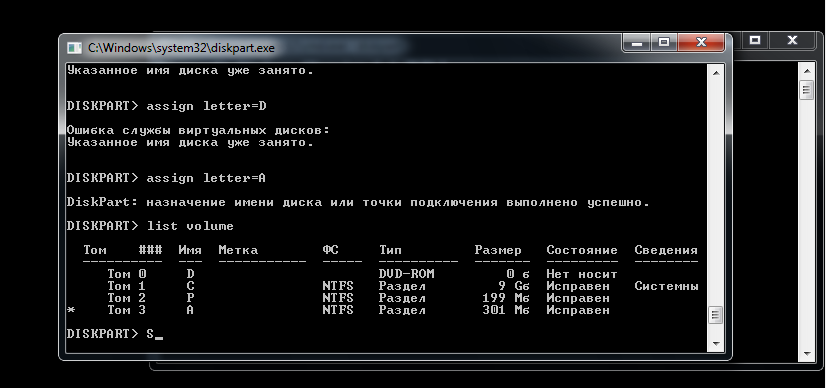 C:\Windows\system32\diskpart.exe
Указанное имя диска уже занято.
DISKPART> assign letter=D
Ошибка службы виртуальных дисков:
Указанное имя диска уже занято.
DISKPART> assign letter=A
DiskPart: назначение имени диска или точки подключения выполнено успешно.
DISKPART> list volume
Том ### Имя Метка ФС Тип Размер Состояние Сведения
Том 0 D DVD-ROM 0 б Нет носит
Том 1 C NTFS Раздел 9 Gб Исправен Системны
Том 2 P NTFS Раздел 199 Mб Исправен
* Том 3 A NTFS Раздел 301 Mб Исправен
DISKPART> S_